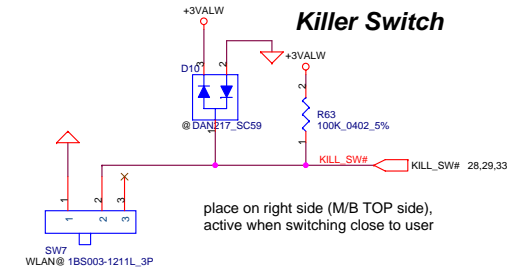 Killer Switch
+3VALW
+3VALW
D10
3
2
1
@ DAN217_SC59
2
R63
100K_0402_5%
1
KILL_SW#
KILL_SW# 28,29,33
1
2
3
1
2
3
SW7
WLAN@ 1BS003-1211L_3P
place on right side (M/B TOP side),
active when switching close to user